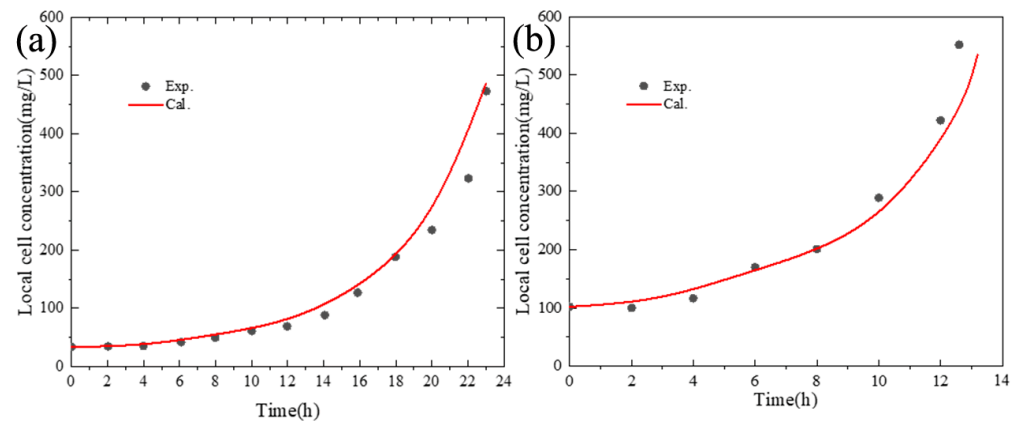 (a)
Local cell concentration(mg/L)
600
500
400
300
200
100
0
Exp.
Cal.
0 2 4 6 8 10 12 14 16 18 20 22 24
Time(h)
(b)
Local cell concentration(mg/L)
600
500
400
300
200
100
0
Exp.
Cal.
0 2 4 6 8 10 12 14
Time(h)